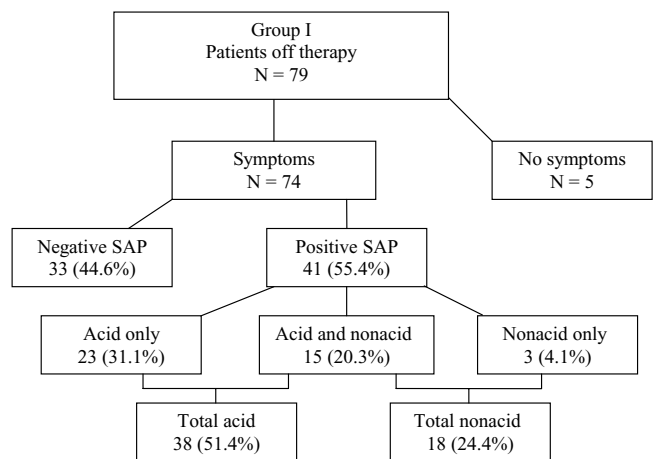 Group I
Patients off therapy
N = 79
Symptoms
N = 74
No symptoms
N = 5
Negative SAP
33 (44.6%)
Positive SAP
41 (55.4%)
Acid only
23 (31.1%)
Acid and nonacid
15 (20.3%)
Nonacid only
3 (4.1%)
Total acid
38 (51.4%)
Total nonacid
18 (24.4%)